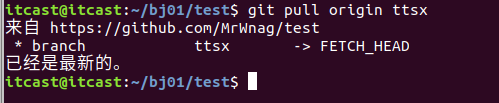 itcast@itcast:~/bj01/test$ git pull origin ttsx
来自 https://github.com/MrWnag/test
 * branch            ttsx       -> FETCH_HEAD
已经是最新的。
itcast@itcast:~/bj01/test$